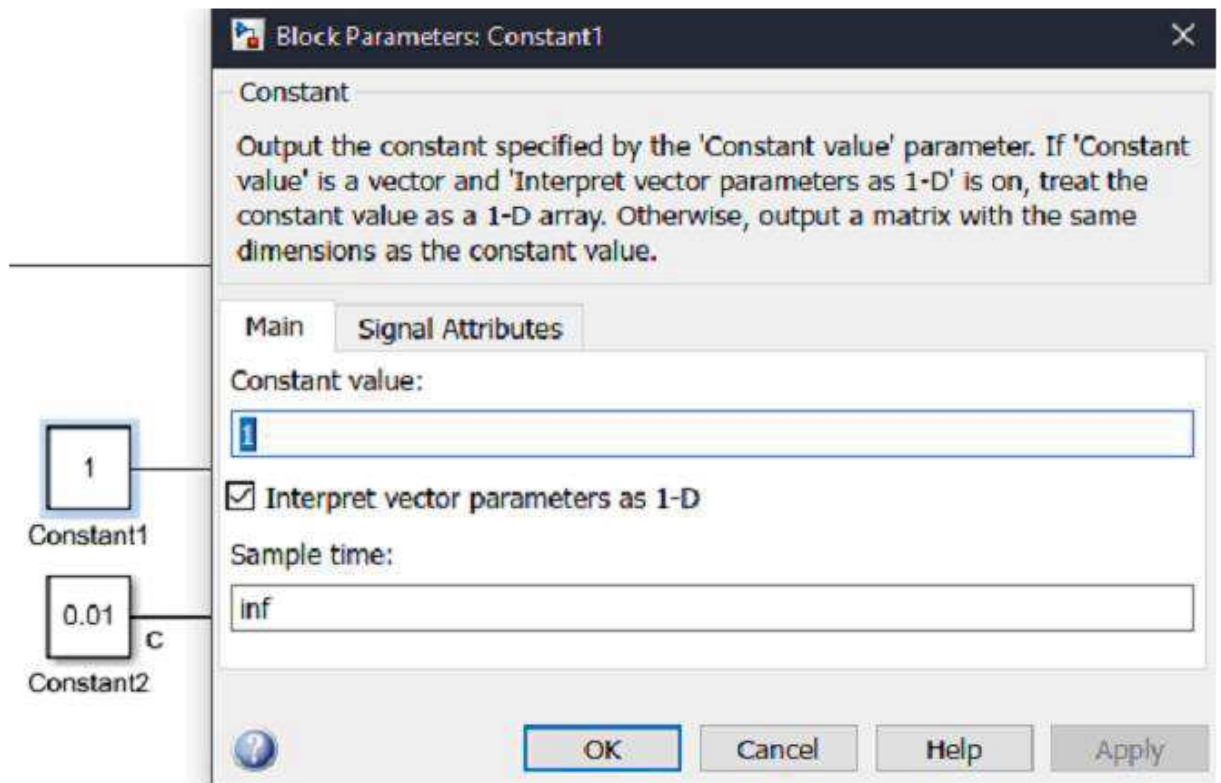 Block Parameters: Constant1
Constant
Output the constant specified by the 'Constant value' parameter. If 'Constant
value' is a vector and 'Interpret vector parameters as 1-D' is on, treat the
constant value as a 1-D array. Otherwise, output a matrix with the same
dimensions as the constant value.
Main Signal Attributes
Constant value:
1
1
Interpret vector parameters as 1-D
Constant1
Sample time:
0.01
inf
C
Constant2
OK Cancel Help Apply